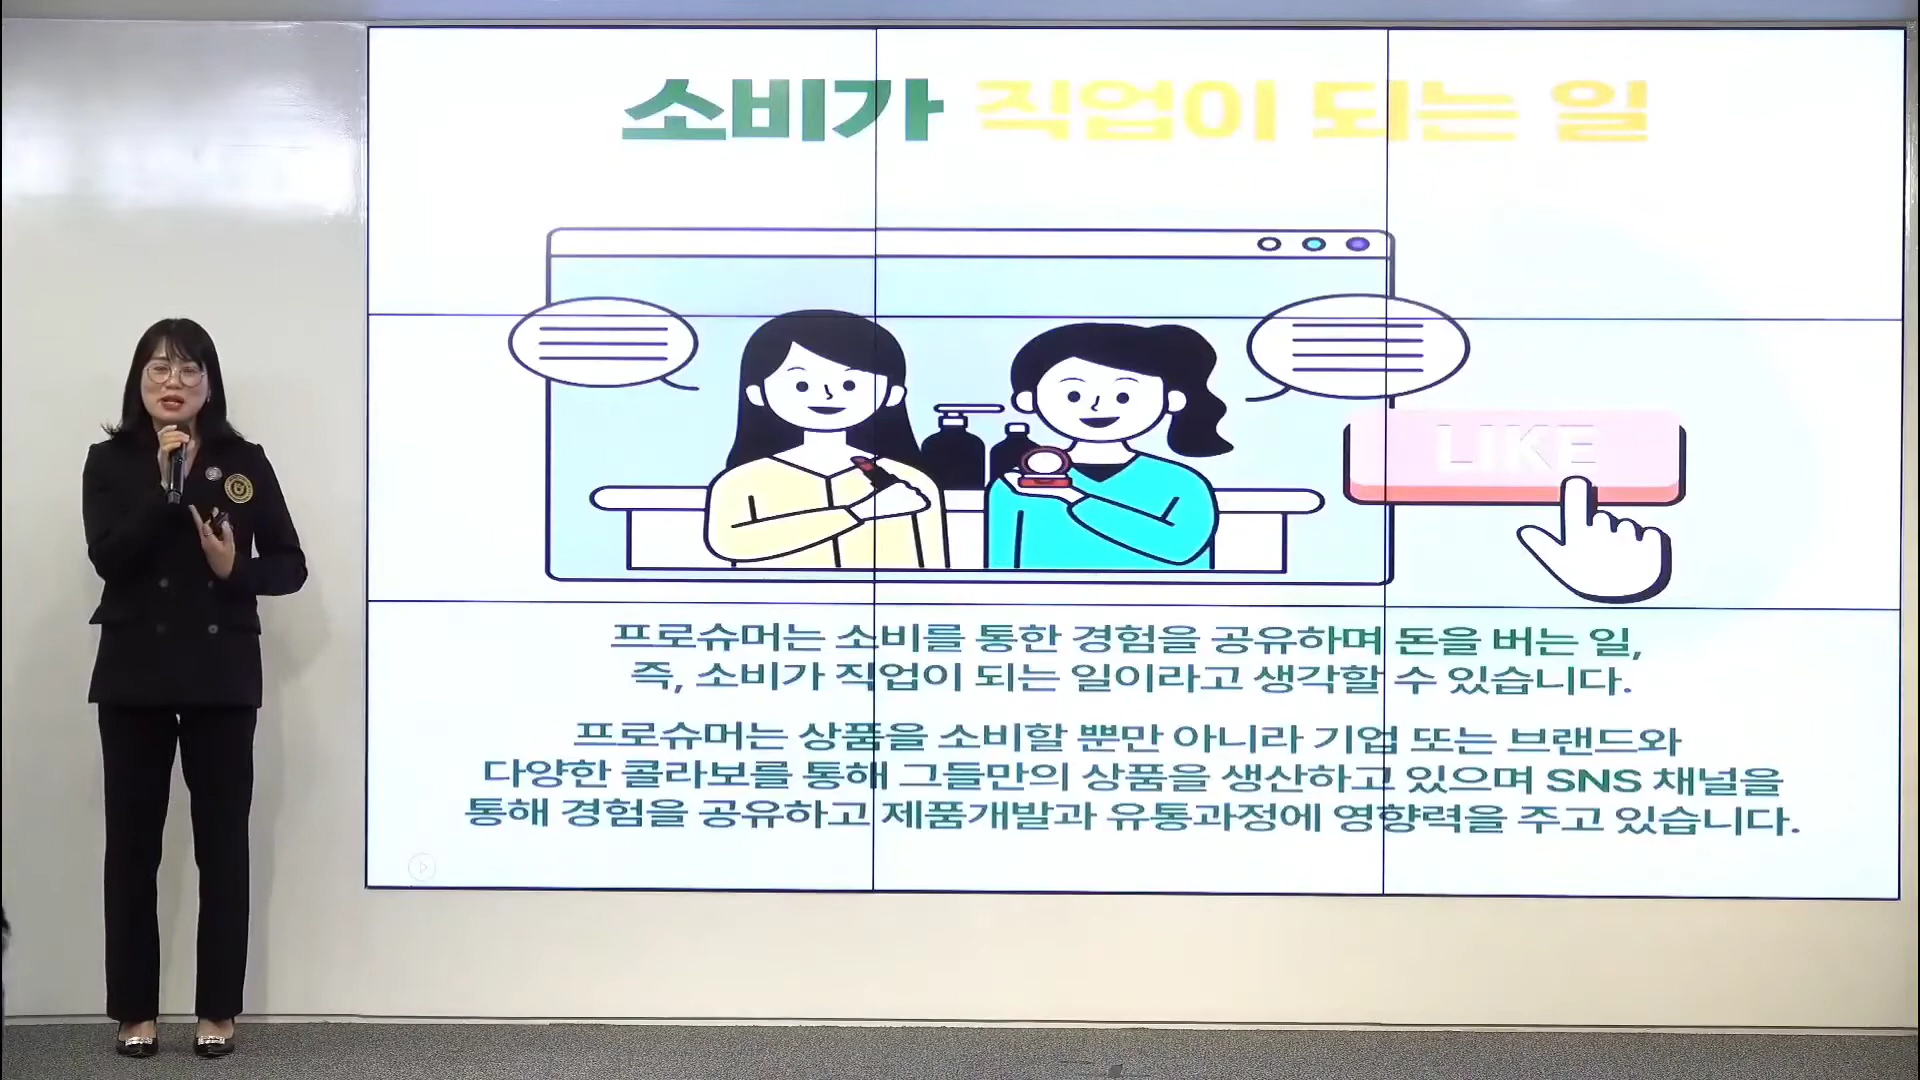 소비가 직업이 되는 일
LIKE
프로슈머는 소비를 통한 경험을 공유하며 돈을 버는 일,
즉, 소비가 직업이 되는 일이라고 생각할 수 있습니다.
프로슈머는 상품을 소비할 뿐만 아니라 기업 또는 브랜드와
다양한 콜라보를 통해 그들만의 상품을 생산하고 있으며 SNS 채널을
통해 경험을 공유하고 제품개발과 유통과정에 영향력을 주고 있습니다.